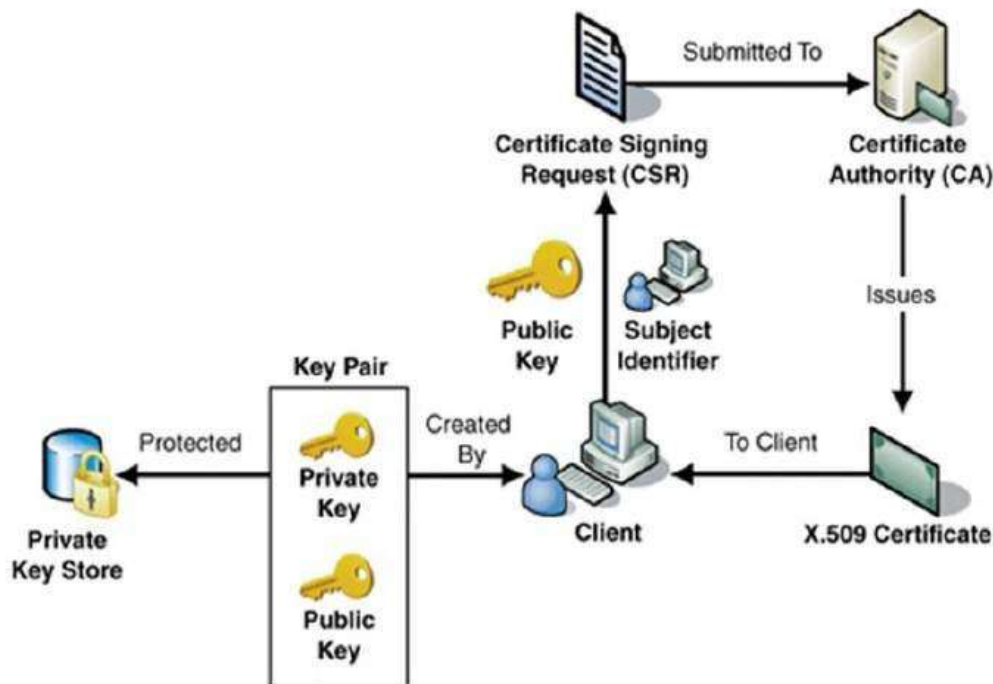 Submitted To
Certificate Signing
Request (CSR)
Certificate
Authority (CA)
Issues
Public
Key
Subject
Identifier
Key Pair
Protected
Private
Key
Created
By
To Client
Client
X.509 Certificate
Private
Key Store
Public
Key